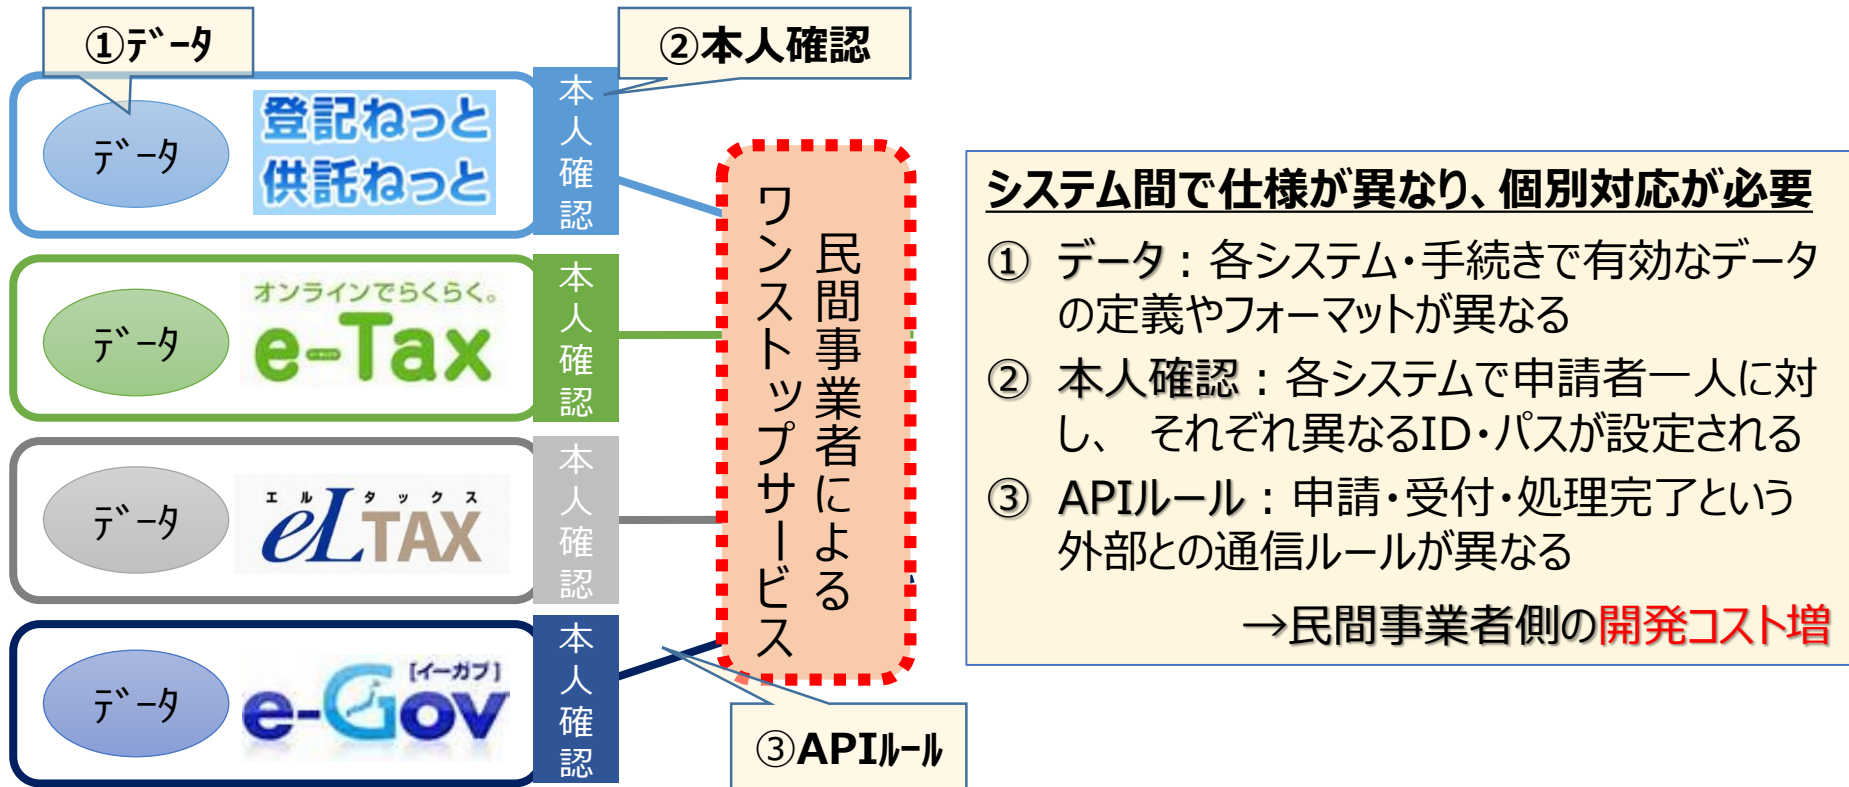 ①ﾃﾞｰﾀ
②本人確認
データ
登記ねっと
供託ねっと
本人確認
データ
オンラインでらくらく。
e-Tax
本人確認
データ
エルタックス
eLTAX
本人確認
データ
[イーガブ]
e-Gov
本人確認
民間事業者による
ワンストップサービス
③APIﾙｰﾙ
システム間で仕様が異なり、個別対応が必要
① データ：各システム・手続きで有効なデータ
の定義やフォーマットが異なる
② 本人確認：各システムで申請者一人に対
し、 それぞれ異なるID・パスが設定される
③ APIルール：申請・受付・処理完了という
外部との通信ルールが異なる
→民間事業者側の開発コスト増